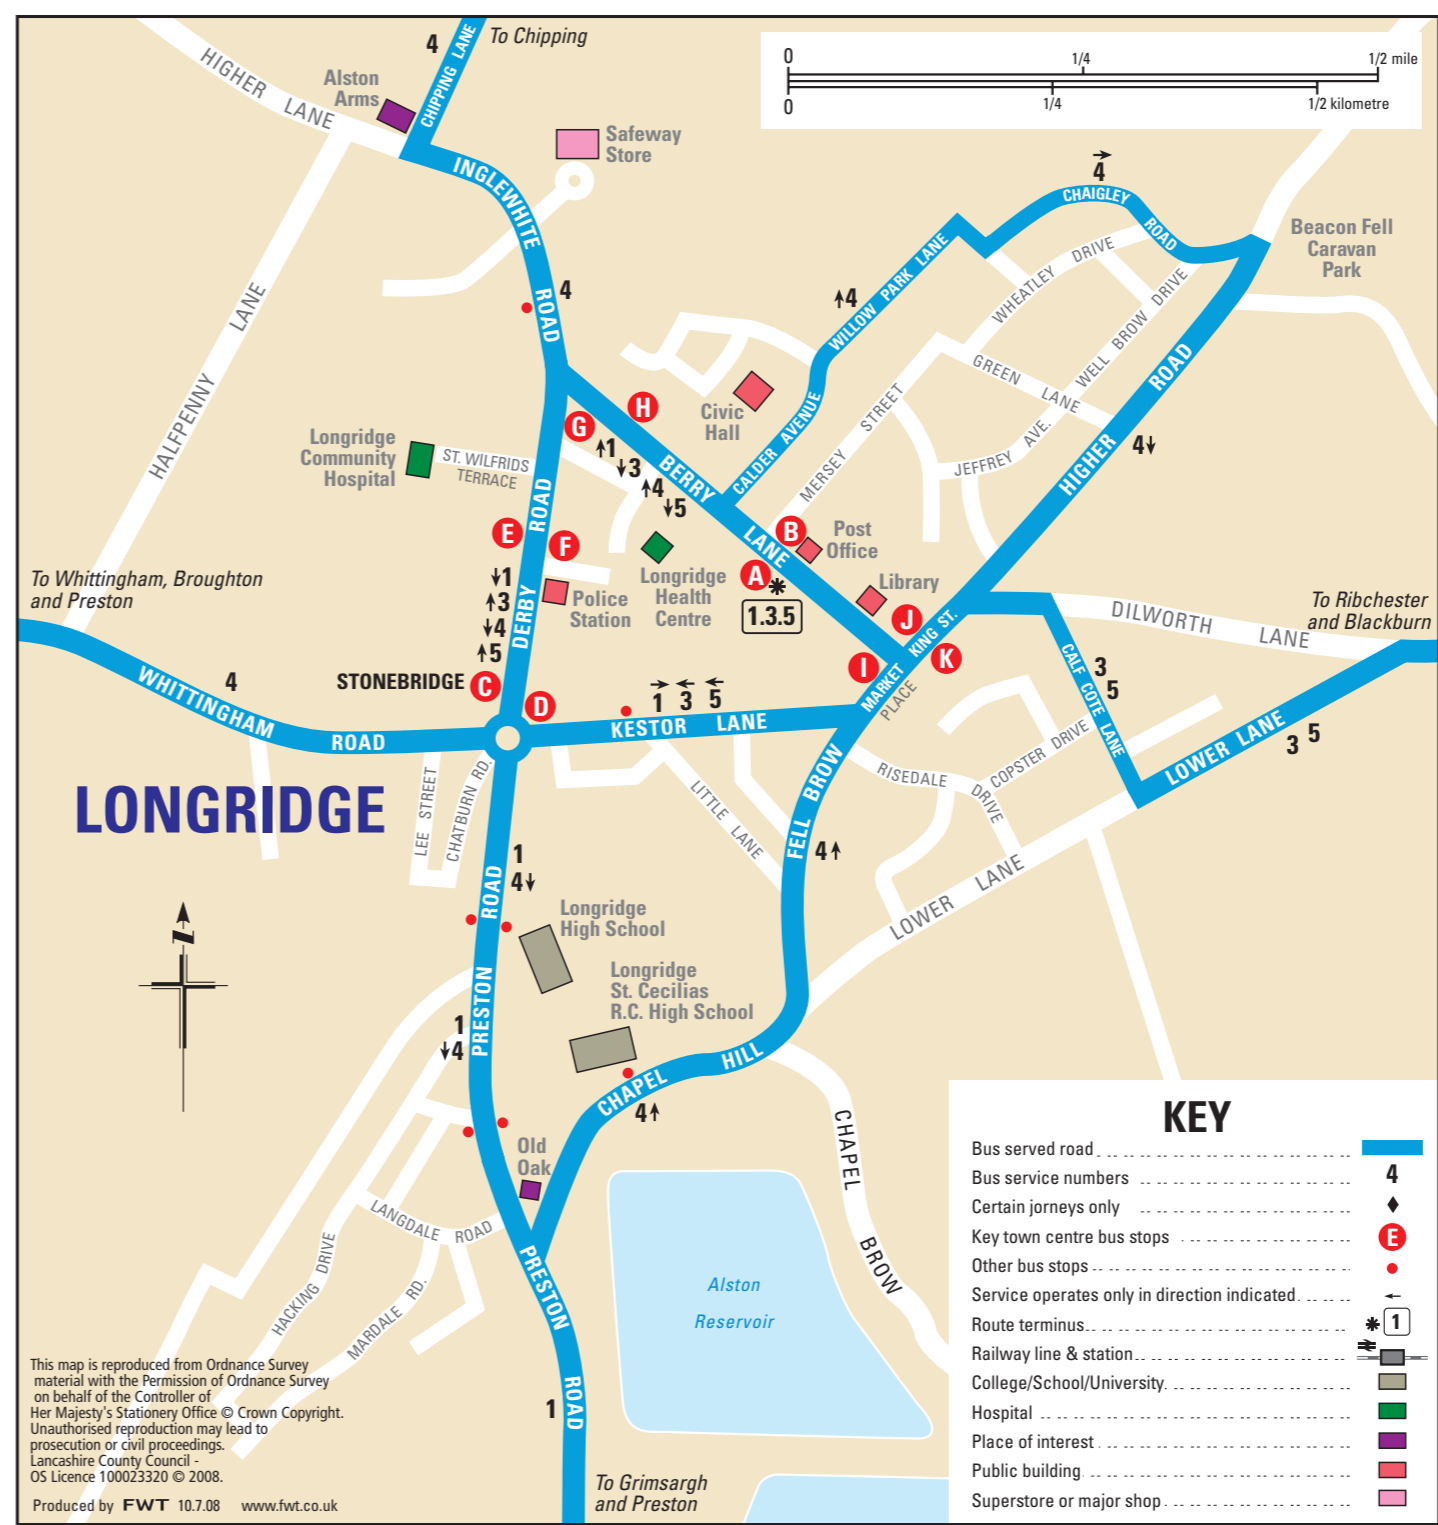 To Chipping
4
CHIPPING LANE
HIGHER LANE
Alston
Arms
Safeway
Store
0 1/4 1/2 mile
0 1/4 1/2 kilometre
INGLEWHITE ROAD
4
HALFPENNY LANE
4
CHAIGLEY ROAD
Beacon Fell
Caravan
Park
4
WILLOW PARK LANE
WHEATLEY DRIVE
WELL BROW DRIVE
GREEN LANE
HIGHER ROAD
4
JEFFREY AVE.
MERSEY STREET
CALDER AVENUE
Civic
Hall
H
G
1
3
4
5
BERRY LANE
Longridge
Community
Hospital
ST. WILFRIDS
TERRACE
DERBY ROAD
E
F
B
Post
Office
A
1.3.5
Library
J
Longridge
Health
Centre
Police
Station
To Whittingham, Broughton
and Preston
1
3
4
5
STONEBRIDGE
C
D
I
K
KING ST.
MARKET
PLACE
DILWORTH LANE
To Ribchester
and Blackburn
3
5
CALF COTE LANE
LOWER LANE
3 5
4
WHITTINGHAM ROAD
1 3 5
KESTOR LANE
LONGRIDGE
LEE STREET
CHATBURN RD.
LITTLE LANE
FELL BROW
4
RISEDALE DRIVE
COPSTER DRIVE
LOWER LANE
1
4
PRESTON ROAD
Longridge
High School
Longridge
St. Cecilias
R.C. High School
1
4
CHAPEL HILL
4
CHAPEL BROW
Old
Oak
LANGDALE ROAD
HACKING DRIVE
MARDALE RD.
PRESTON ROAD
1
Alston
Reservoir
To Grimsargh
and Preston
KEY
Bus served road
Bus service numbers 4
Certain jorneys only
Key town centre bus stops E
Other bus stops
Service operates only in direction indicated
Route terminus 1
Railway line & station
College/School/University
Hospital
Place of interest
Public building
Superstore or major shop
This map is reproduced from Ordnance Survey
material with the Permission of Ordnance Survey
on behalf of the Controller of
Her Majesty's Stationery Office © Crown Copyright.
Unauthorised reproduction may lead to
prosecution or civil proceedings.
Lancashire County Council -
OS Licence 100023320 © 2008.
Produced by FWT 10.7.08 www.fwt.co.uk
PRESTON